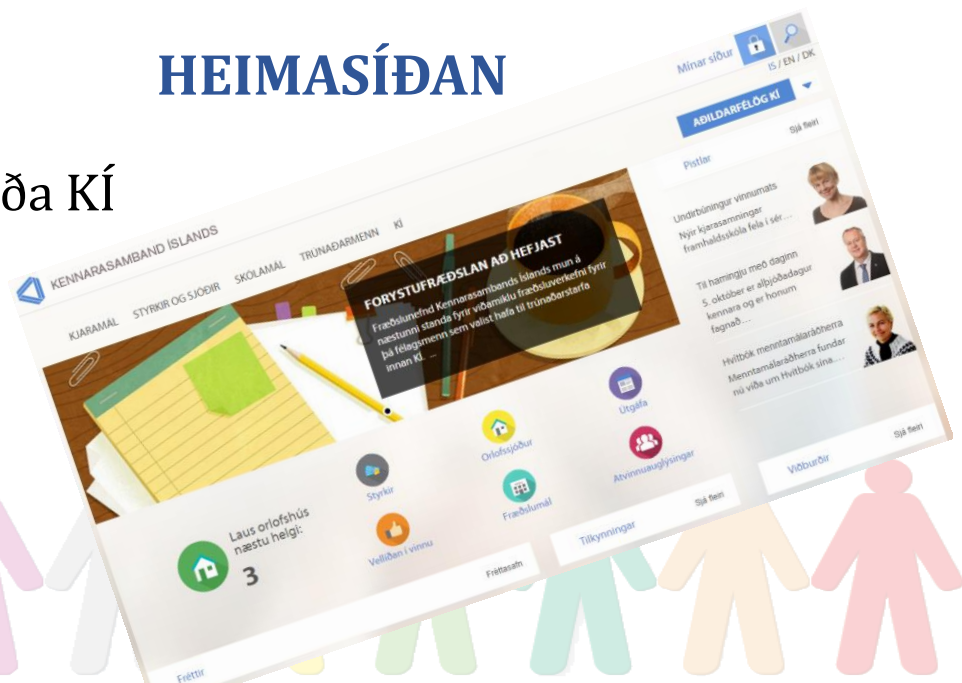 HEIMASÍÐAN
ða KÍ
Mínar síður
IS / EN / DK
KENNARASAMBAND ÍSLANDS
AÐILDARFÉLÖG KÍ
KJARAMÁL STYRKIR OG SJÓÐIR SKÓLAMÁL TRÚNAÐARMENN KÍ
FORYSTUFRÆÐSLAN AÐ HEFJAST
Fræðslunefnd Kennarasambands Íslands mun á
næstunni standa fyrir viðamiklu fræðsluverkefni fyrir
þá félagsmenn sem valist hafa til trúnaðarstarfa
innan KÍ. ...
Pistlar
Sjá fleiri
Undirbúningur vinnumats
Nýir kjarasamningar
framhaldsskóla fela í sér...
Til hamingju með daginn
5. október er alþjóðadagur
kennara og er honum
fagnað...
Hvítbók menntamálaráðherra
Menntamálaráðherra fundar
nú víða um Hvítbók sína....
Laus orlofshús
næstu helgi:
3
Styrkir
Orlofssjóður
Útgáfa
Vellíðan í vinnu
Fræðslumál
Atvinnuauglýsingar
Fréttir
Fréttasafn
Tilkynningar
Sjá fleiri
Viðburðir
Sjá fleiri